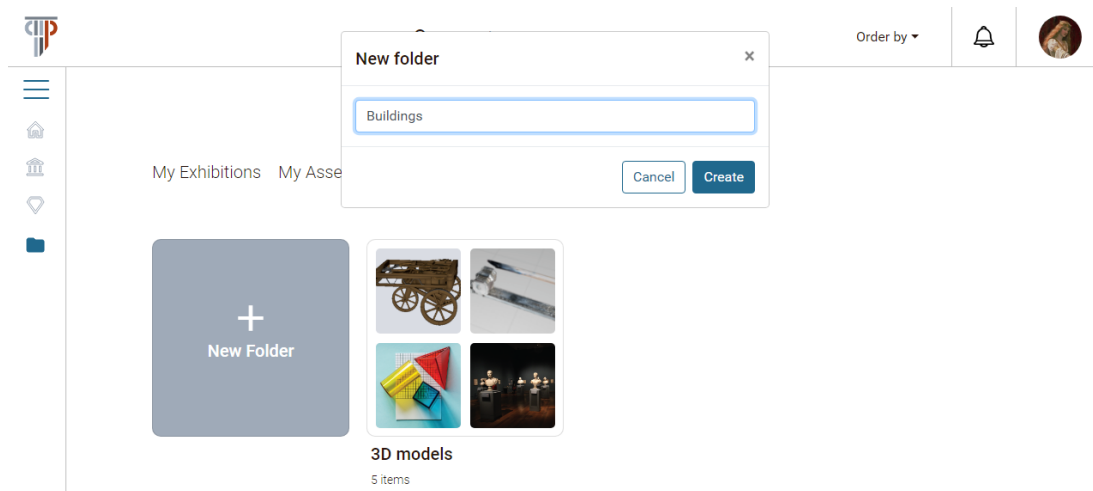 Order by
New folder
×
Buildings
My Exhibitions My Asse
Cancel Create
New Folder
3D models
5 items